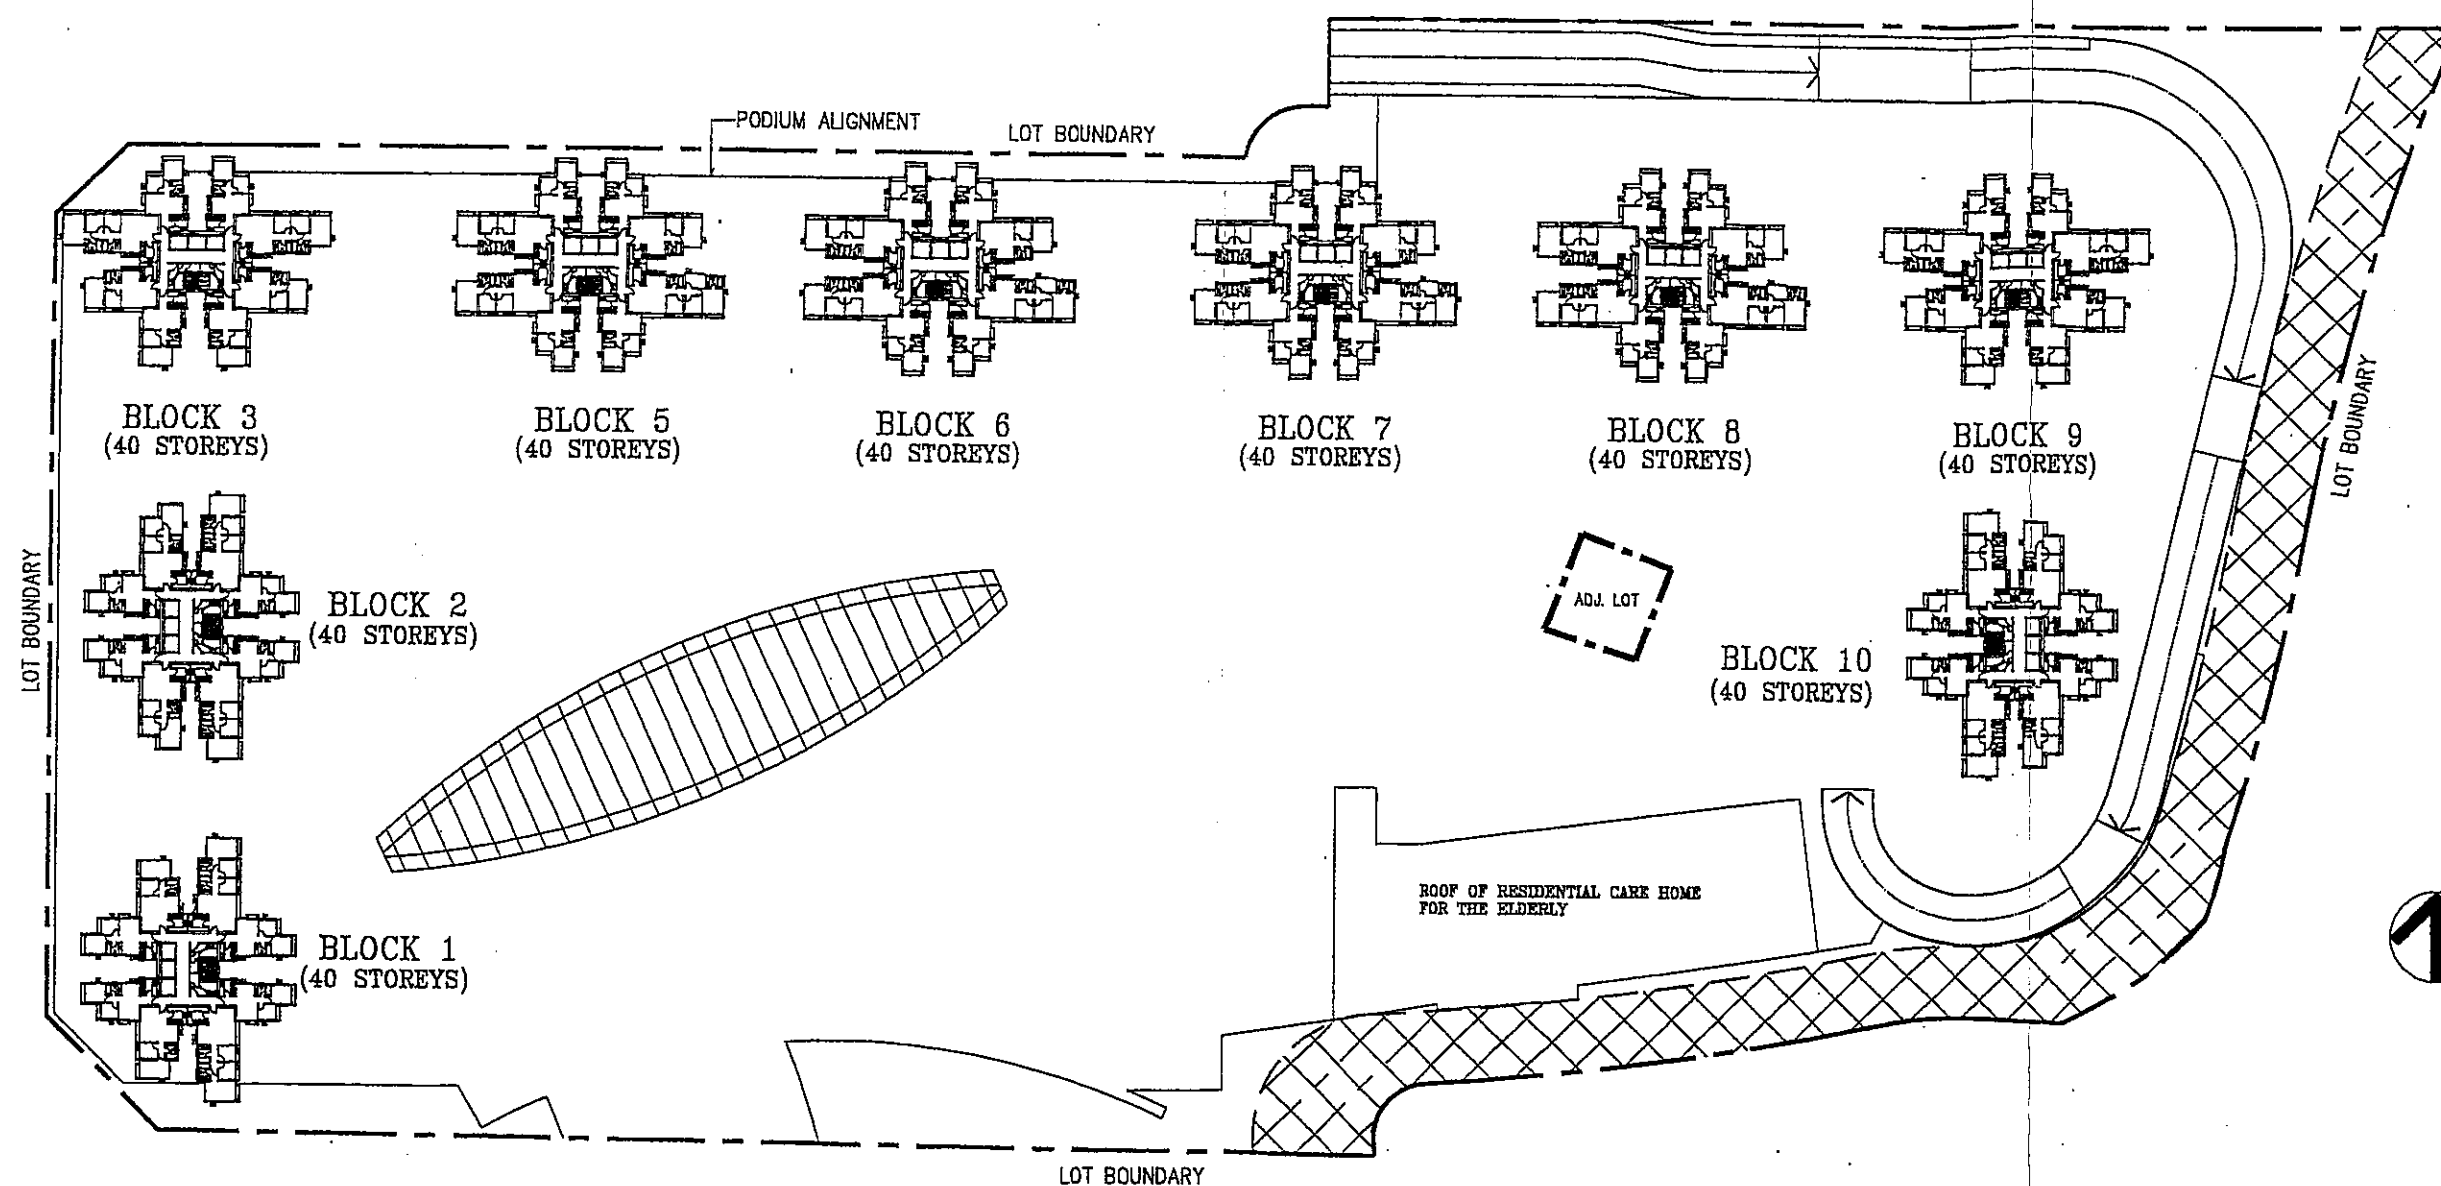 PODIUM ALIGNMENT
LOT BOUNDARY
BLOCK 3
(40 STOREYS)
BLOCK 5
(40 STOREYS)
BLOCK 6
(40 STOREYS)
BLOCK 7
(40 STOREYS)
BLOCK 8
(40 STOREYS)
BLOCK 9
(40 STOREYS)
LOT BOUNDARY
LOT BOUNDARY
BLOCK 2
(40 STOREYS)
ADJ. LOT
BLOCK 10
(40 STOREYS)
ROOF OF RESIDENTIAL CARE HOME
FOR THE ELDERLY
BLOCK 1
(40 STOREYS)
LOT BOUNDARY